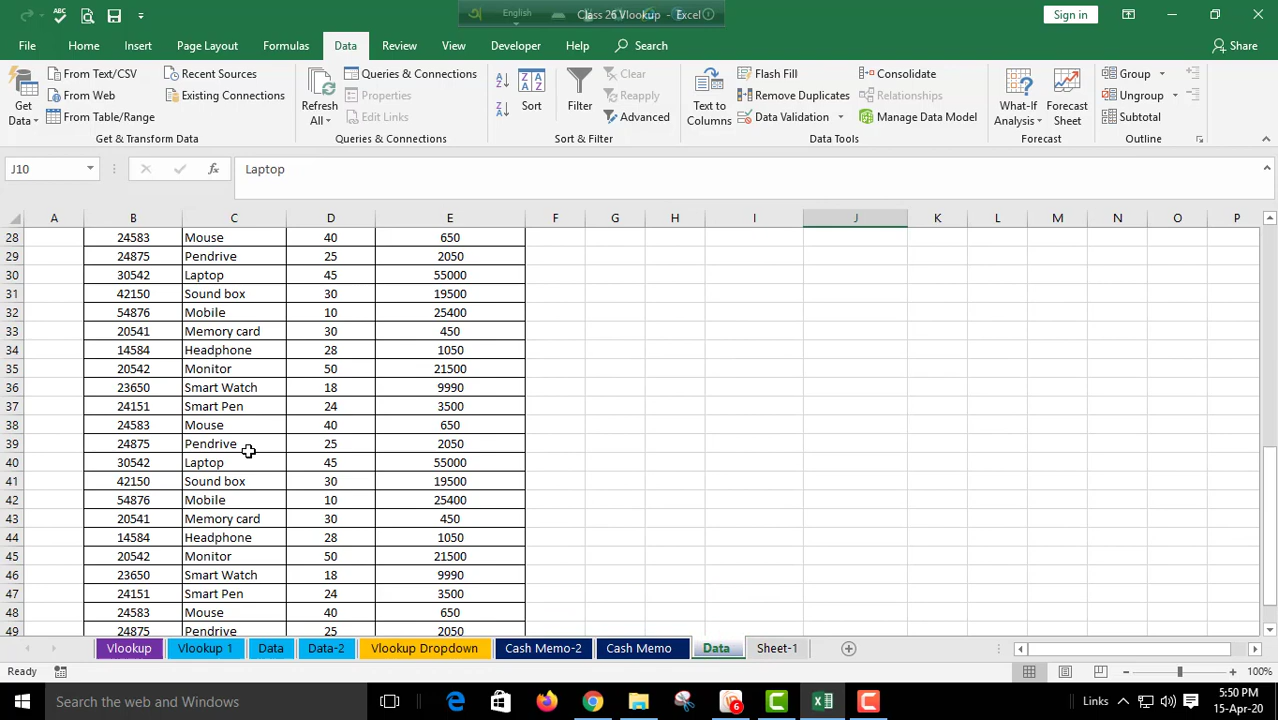 English
Class 26 Vlookup - Excel
Sign in
File Home Insert Page Layout Formulas Data Review View Developer Help Search Share
Get Data
From Text/CSV
From Web
From Table/Range
Recent Sources
Existing Connections
Get & Transform Data
Refresh All
Queries & Connections
Properties
Edit Links
Queries & Connections
Sort
Filter
Clear
Reapply
Advanced
Sort & Filter
Text to Columns
Flash Fill
Remove Duplicates
Data Validation
Consolidate
Relationships
Manage Data Model
Data Tools
What-If Analysis
Forecast Sheet
Forecast
Group
Ungroup
Subtotal
Outline
J10 fx Laptop
A B C D E F G H I J K L M N O P
28 24583 Mouse 40 650
29 24875 Pendrive 25 2050
30 30542 Laptop 45 55000
31 42150 Sound box 30 19500
32 54876 Mobile 10 25400
33 20541 Memory card 30 450
34 14584 Headphone 28 1050
35 20542 Monitor 50 21500
36 23650 Smart Watch 18 9990
37 24151 Smart Pen 24 3500
38 24583 Mouse 40 650
39 24875 Pendrive 25 2050
40 30542 Laptop 45 55000
41 42150 Sound box 30 19500
42 54876 Mobile 10 25400
43 20541 Memory card 30 450
44 14584 Headphone 28 1050
45 20542 Monitor 50 21500
46 23650 Smart Watch 18 9990
47 24151 Smart Pen 24 3500
48 24583 Mouse 40 650
49 24875 Pendrive 25 2050
Vlookup Vlookup 1 Data Data-2 Vlookup Dropdown Cash Memo-2 Cash Memo Data Sheet-1
Ready 100%
Search the web and Windows
6
Links
5:50 PM
15-Apr-20